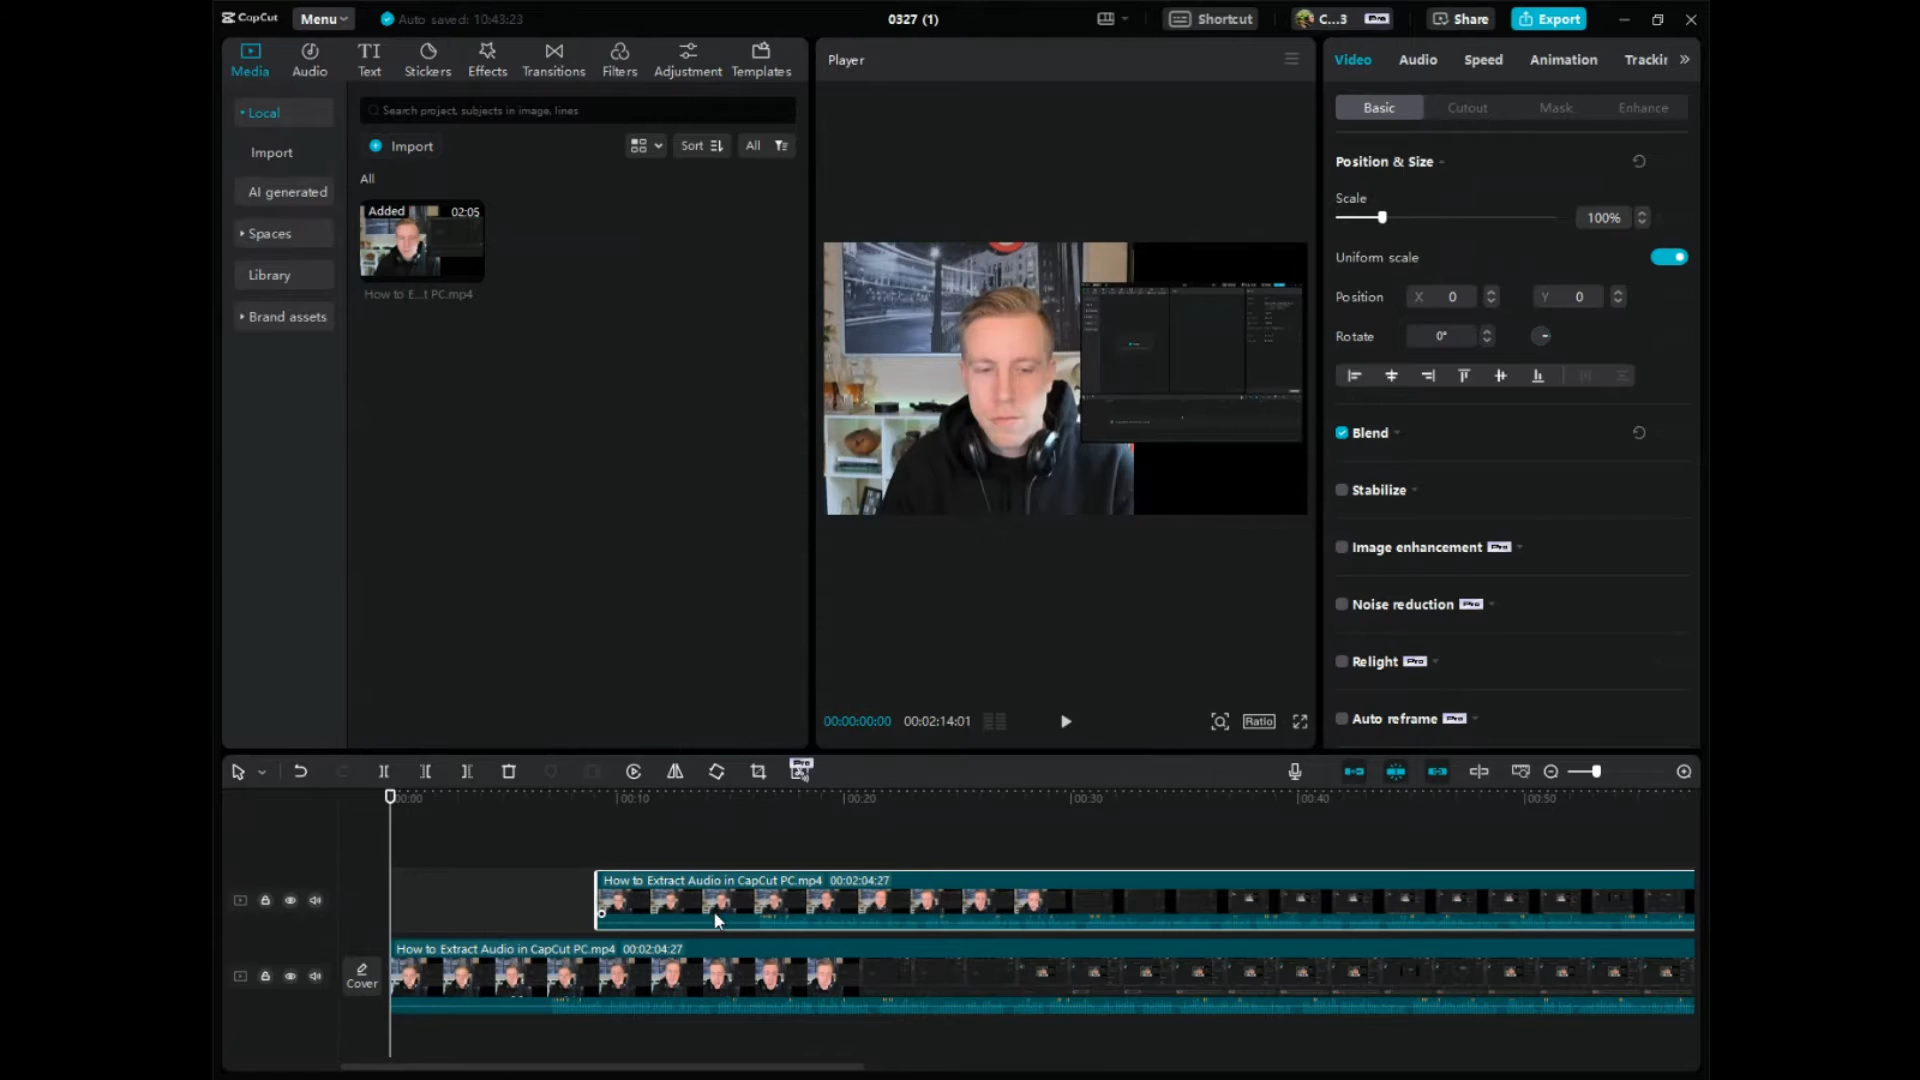 CapCut
Menu
Auto saved: 10:43:23
0327 (1)
Shortcut
C...3
Pro
Share
Export
Media
Audio
Text
Stickers
Effects
Transitions
Filters
Adjustment
Templates
Local
Import
AI generated
Spaces
Library
Brand assets
Search project, subjects in image, lines
Import
Sort
All
All
Added
02:05
How to E...t PC.mp4
Player
00:00:00:00
00:02:14:01
Ratio
Video
Audio
Speed
Animation
Trackin
Basic
Cutout
Mask
Enhance
Position & Size
Scale
100%
Uniform scale
Position
X 0
Y 0
Rotate
0°
Blend
Stabilize
Image enhancement Pro
Noise reduction Pro
Relight Pro
Auto reframe Pro
Pro
00:00
00:10
00:20
00:30
00:40
00:50
How to Extract Audio in CapCut PC.mp4 00:02:04:27
How to Extract Audio in CapCut PC.mp4 00:02:04:27
Cover